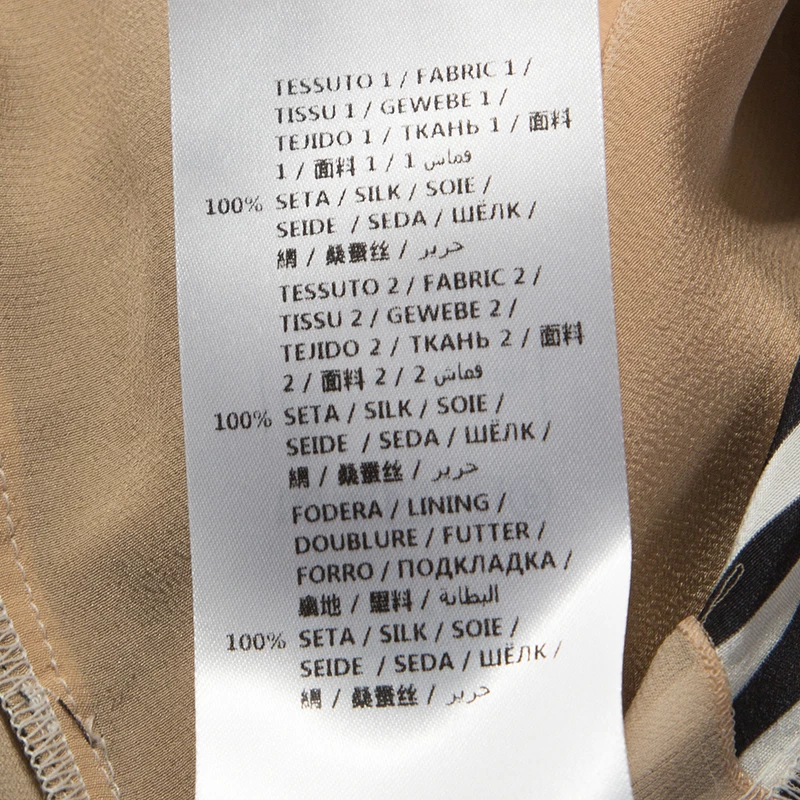 TESSUTO 1 / FABRIC 1 /
TISSU 1 / GEWEBE 1 /
TEJIDO 1 / ТКАНЬ 1 / 面料
1 / 面料 1 / 1 قماش
100% SETA / SILK / SOIE /
SEIDE / SEDA / ШЁЛК /
絹 / 桑蚕丝 / حرير
TESSUTO 2 / FABRIC 2 /
TISSU 2 / GEWEBE 2 /
TEJIDO 2 / ТКАНЬ 2 / 面料
2 / 面料 2 / 2 قماش
100% SETA / SILK / SOIE /
SEIDE / SEDA / ШЁЛК /
絹 / 桑蚕丝 / حرير
FODERA / LINING /
DOUBLURE / FUTTER /
FORRO / ПОДКЛАДКА /
裏地 / 里料 / البطانة
100% SETA / SILK / SOIE /
SEIDE / SEDA / ШЁЛК /
絹 / 桑蚕丝 / حرير